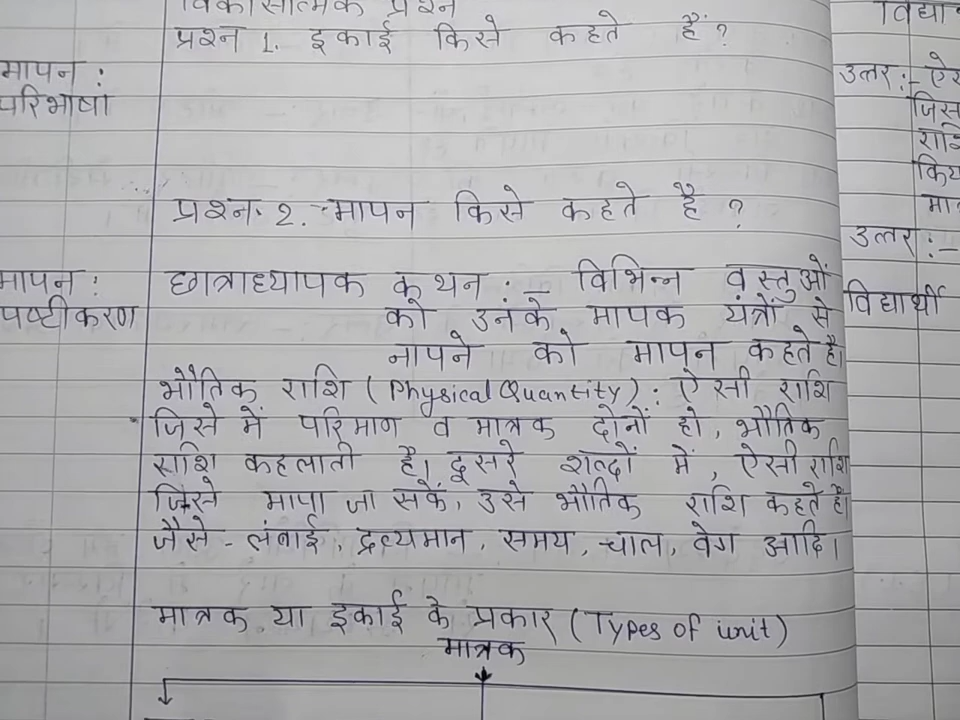 विकासात्मक प्रश्न
प्रश्न 1. इकाई किसे कहते हैं?
मापन :
परिभाषा
प्रश्न 2. मापन किसे कहते है ?
मापन :
ष्पष्टीकरण
छात्राध्यापक कथन :- विभिन्न वस्तुओं
को उनके मापक यंत्रों से
नापने को मापन कहते है।
भौतिक राशि (Physical Quantity) : ऐसी राशि
जिसे में परिमाण व मात्रक दोनों हो, भौतिक
राशि कहलाती है। दूसरे शब्दों में, ऐसी राशि
जिसे मापा जा सकें, उसे भौतिक राशि कहते है।
जैसे - लंबाई, द्रव्यमान, समय, चाल, वेग आदि।
मात्रक या इकाई के प्रकार (Types of unit)
मात्रक
उत्तर :-
उत्तर :-
विद्यार्थी